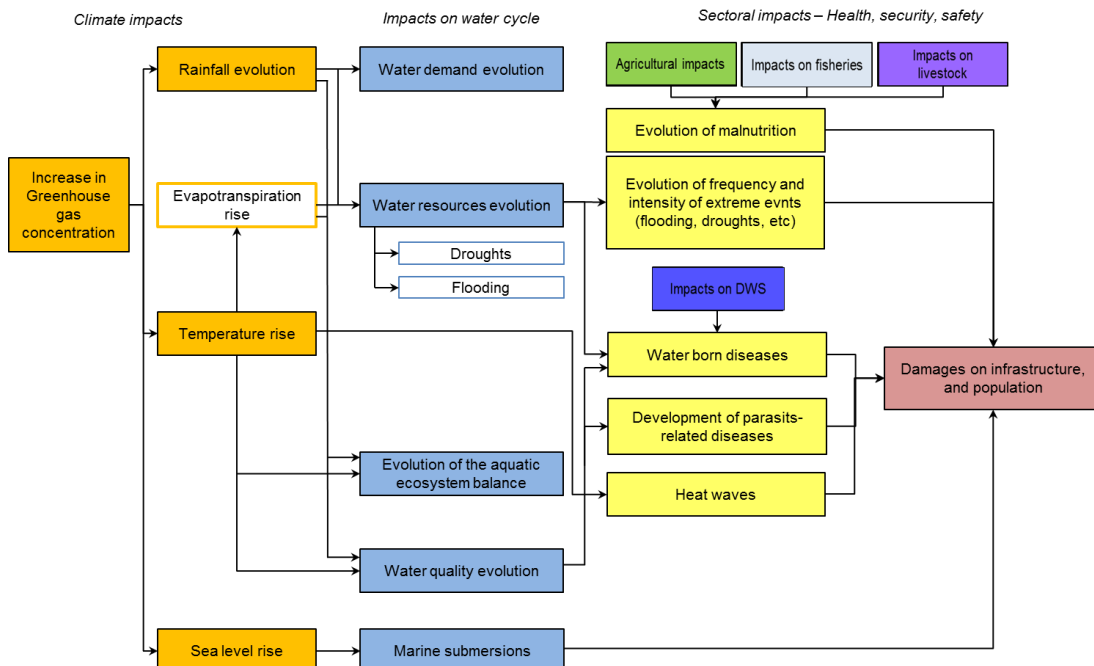 Climate impacts
Impacts on water cycle
Sectoral impacts – Health, security, safety
Increase in
Greenhouse
gas
concentration
Rainfall evolution
Evapotranspiration
rise
Temperature rise
Sea level rise
Water demand evolution
Water resources evolution
Droughts
Flooding
Evolution of the aquatic
ecosystem balance
Water quality evolution
Marine submersions
Agricultural impacts
Impacts on fisheries
Impacts on
livestock
Evolution of malnutrition
Evolution of frequency and
intensity of extreme evnts
(flooding, droughts, etc)
Impacts on DWS
Water born diseases
Development of parasits-
related diseases
Heat waves
Damages on infrastructure,
and population